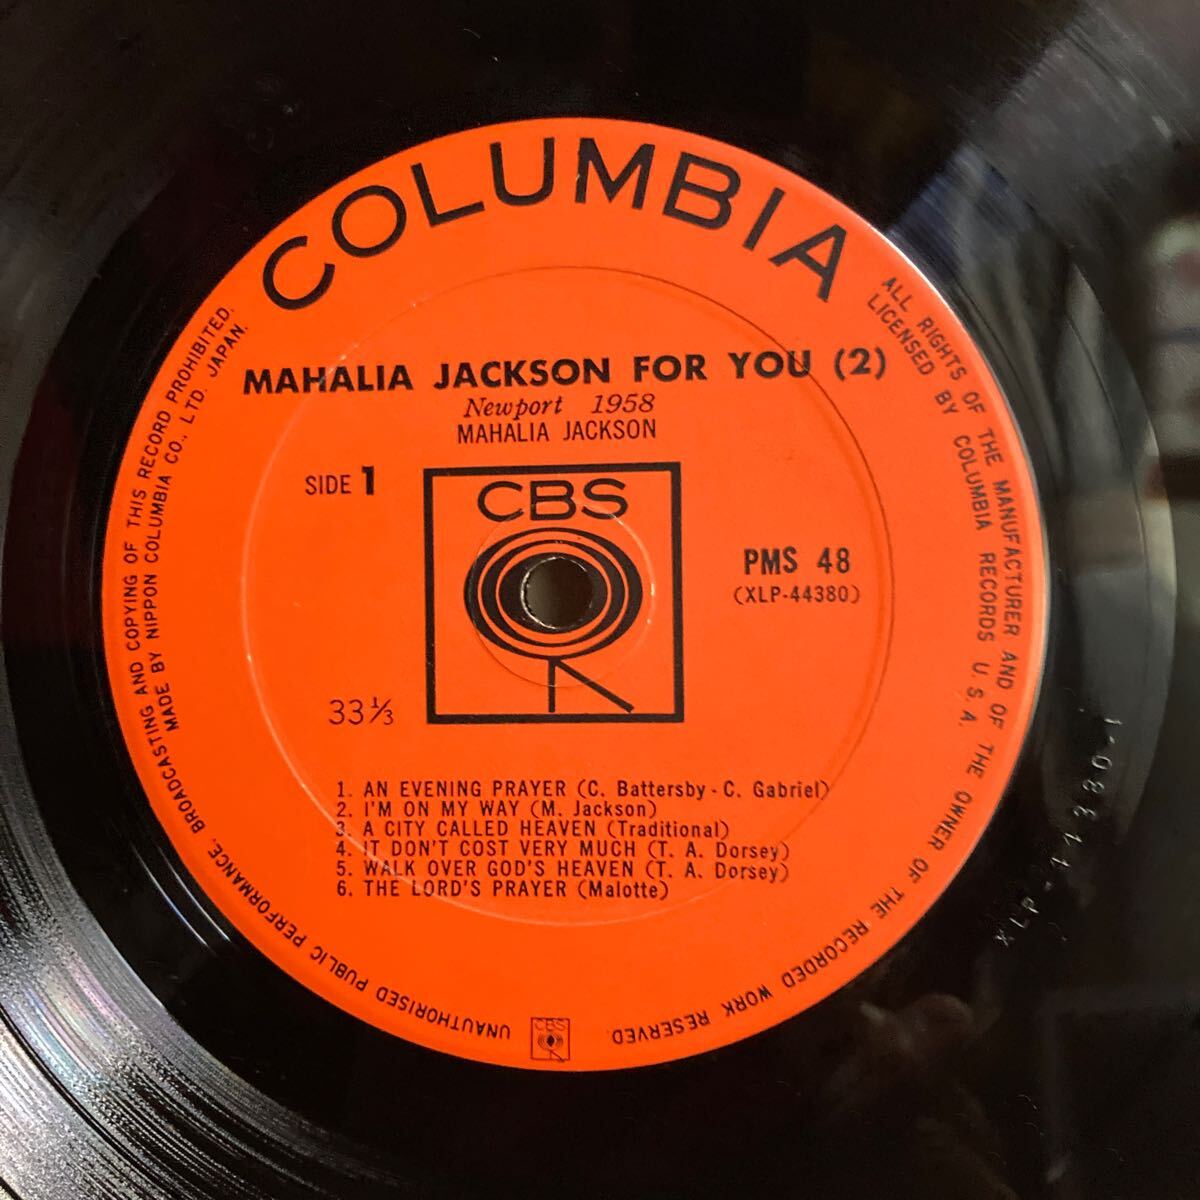 COLUMBIA
MAHALIA JACKSON FOR YOU (2)
Newport 1958
MAHALIA JACKSON
SIDE 1
CBS
PMS 48
(XLP-44380)
33⅓
1. AN EVENING PRAYER (C. Battersby - C. Gabriel)
2. I'M ON MY WAY (M. Jackson)
3. A CITY CALLED HEAVEN (Traditional)
4. IT DON'T COST VERY MUCH (T. A. Dorsey)
5. WALK OVER GOD'S HEAVEN (T. A. Dorsey)
6. THE LORD'S PRAYER (Malotte)
ALL RIGHTS OF THE MANUFACTURER AND OF THE OWNER OF THE RECORDED WORK RESERVED.
LICENSED BY COLUMBIA RECORDS U.S.A.
CBS
UNAUTHORISED PUBLIC PERFORMANCE, BROADCASTING AND COPYING OF THIS RECORD PROHIBITED.
MADE BY NIPPON COLUMBIA CO., LTD. JAPAN.
XLP-44380-1